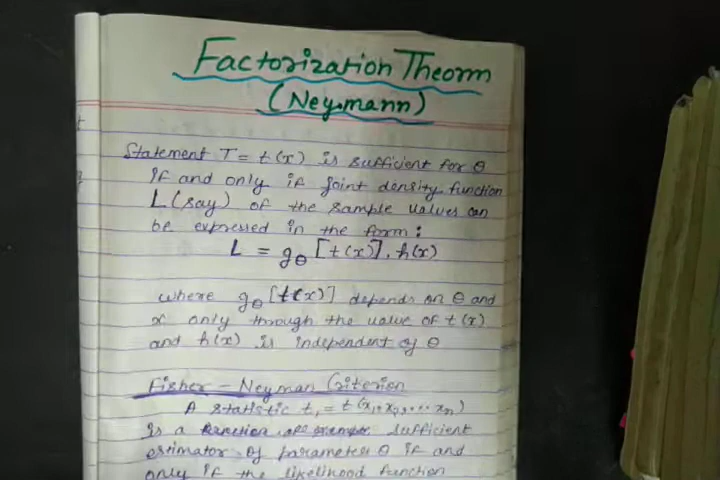 Factorization Theorm
(Neymann)
Statement T = t(x) is sufficient for θ
if and only if joint density function
L (say) of the sample values can
be expressed in the form :
L = gθ [t(x)] . h(x)
where gθ [t(x)] depends on θ and
x only through the value of t(x)
and h(x) is independent of θ
Fisher - Neyman Criterion
A statistic t₁ = t(x₁, x₂, ... xₙ)
is a sufficient
estimator of parameter θ if and
only if the likelihood function